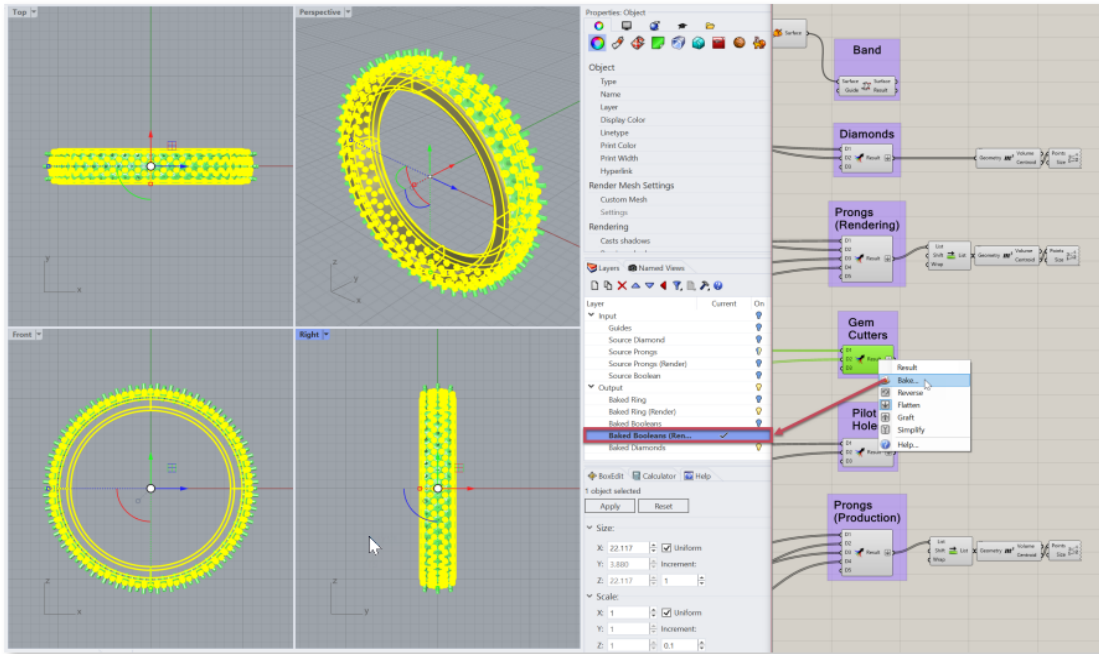 Top
Perspective
Front
Right
z
y
x
z
y
x
z
x
z
y
Properties: Object
Object
Type
Name
Layer
Display Color
Linetype
Print Color
Print Width
Hyperlink
Render Mesh Settings
Custom Mesh
Settings
Rendering
Casts shadows
Layers Named Views
Layer Current On
Input
Guides
Source Diamond
Source Prongs
Source Prongs (Render)
Source Boolean
Output
Baked Ring
Baked Ring (Render)
Baked Booleans
Baked Booleans (Ren...
Baked Diamonds
BoxEdit Calculator Help
1 object selected
Apply Reset
Size:
X: 22.117 Uniform
Y: 3.880 Increment:
Z: 22.117 1
Scale:
X: 1 Uniform
Y: 1 Increment:
Z: 1 0.1
Surface
Band
Surface Surface
Guide Result
Diamonds
D1
D2 Result
D3
Geometry Volume
Centroid
Points
Size
Prongs
(Rendering)
D1
D2
D3 Result
D4
D5
List
Shift List
Wrap
Geometry Volume
Centroid
Points
Size
Gem
Cutters
D1
D2 Result
D3
Result
Bake...
Reverse
Flatten
Graft
Simplify
Help...
Pilot
Hole
D1
D2 Result
D3
Prongs
(Production)
D1
D2
D3 Result
D4
D5
List
Shift List
Wrap
Geometry Volume
Centroid
Points
Size